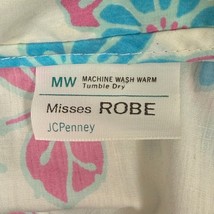 MW MACHINE WASH WARM
Tumble Dry
Misses ROBE
JCPenney